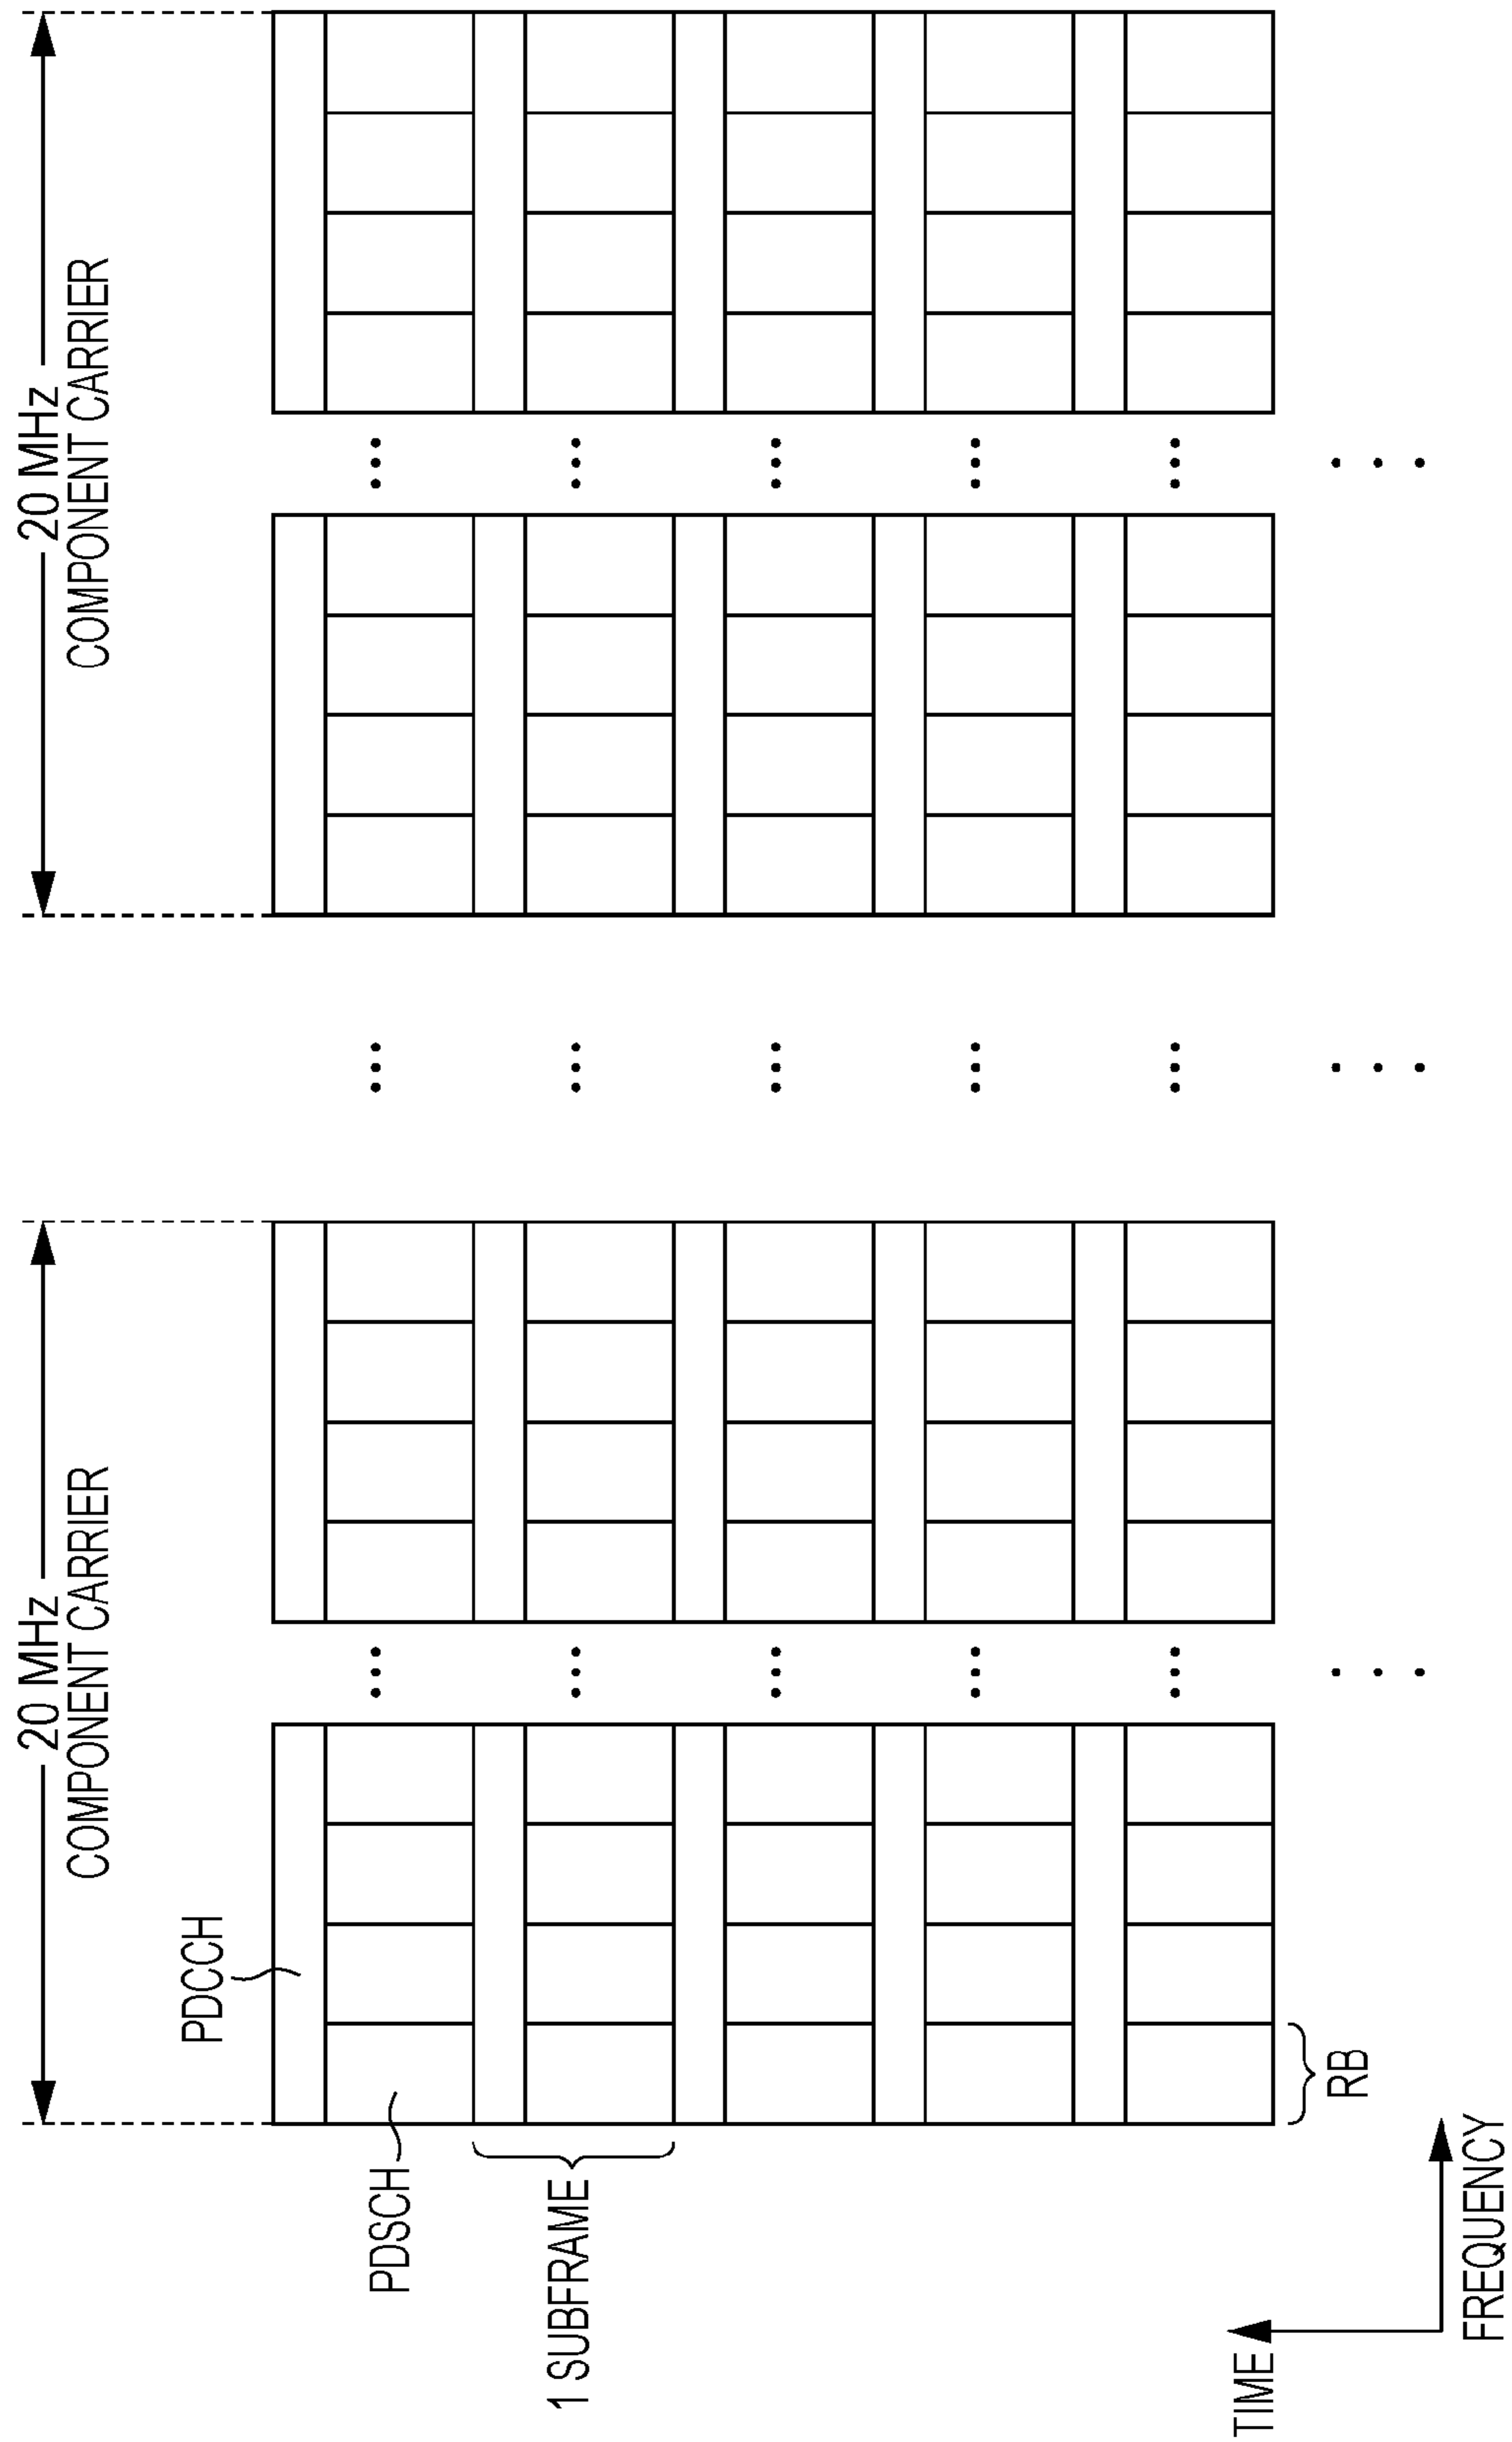 20 MHz
COMPONENT CARRIER
20 MHz
COMPONENT CARRIER
PDCCH
PDSCH
1 SUBFRAME
RB
TIME
FREQUENCY